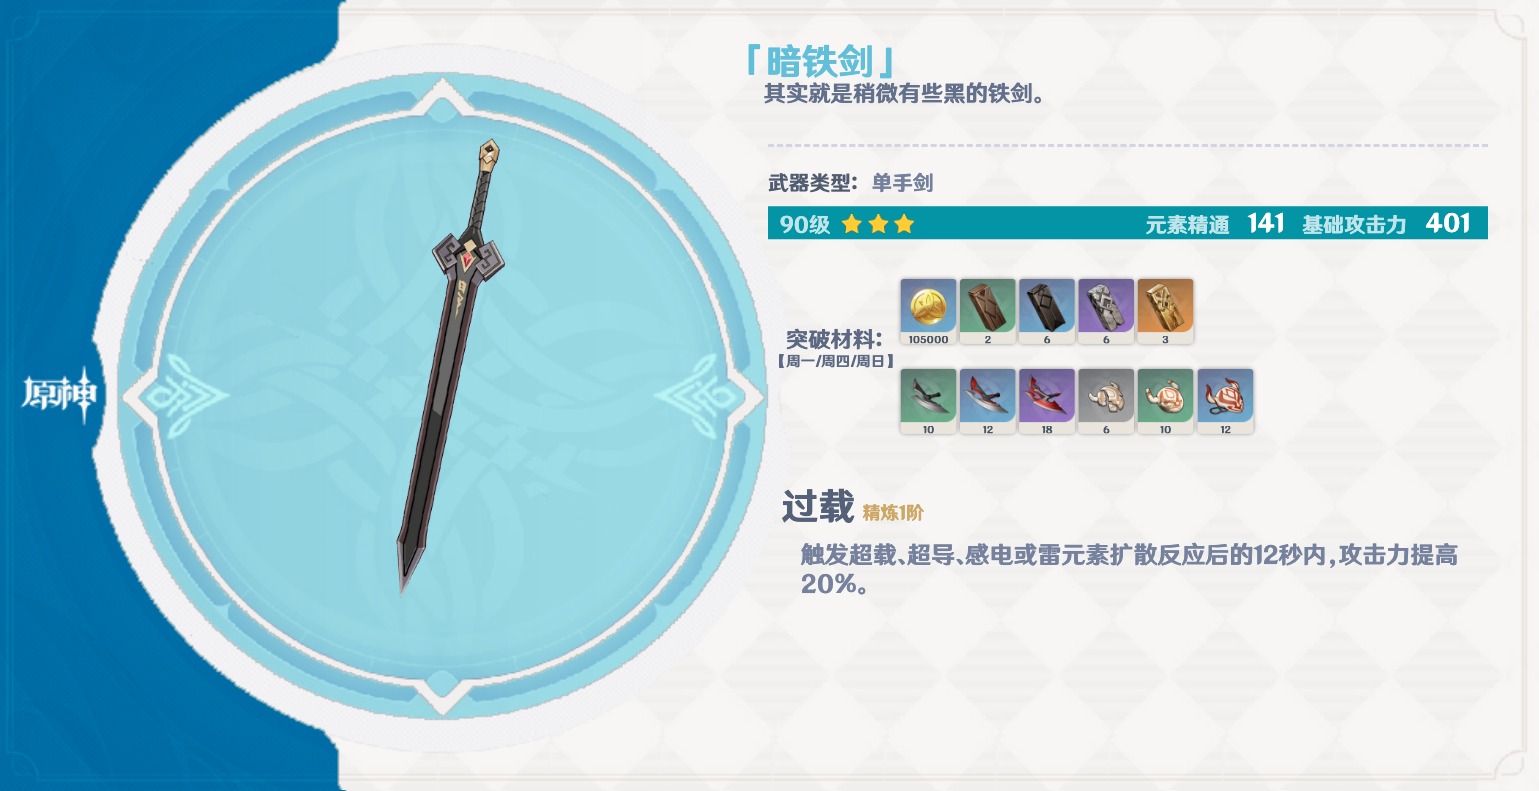 「暗铁剑」
其实就是稍微有些黑的铁剑。
武器类型： 单手剑
90级 元素精通 141 基础攻击力 401
105000 2 6 6 3
突破材料：
【周一/周四/周日】
10 12 18 6 10 12
原神
过载 精炼1阶
触发超载、超导、感电或雷元素扩散反应后的12秒内，攻击力提高
20%。